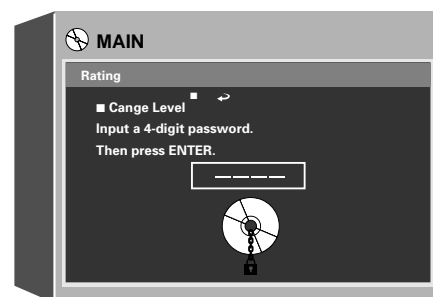 MAIN
Rating
■ Cange Level
Input a 4-digit password.
Then press ENTER.